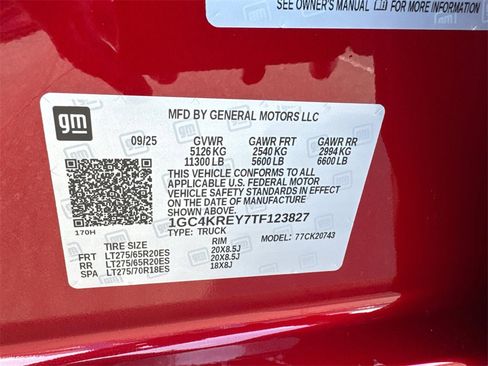 SEE OWNER'S MANUAL FOR MORE INFORMATION
gm
MFD BY GENERAL MOTORS LLC
09/25 GVWR GAWR FRT GAWR RR
5126 KG 2540 KG 2994 KG
11300 LB 5600 LB 6600 LB
THIS VEHICLE CONFORMS TO ALL
APPLICABLE U.S. FEDERAL MOTOR
VEHICLE SAFETY STANDARDS IN
EFFECT ON THE DATE OF MANUFACTURE
SHOWN ABOVE.
1GC4KREY7TF123827
170H TYPE: TRUCK MODEL: 77CK20743
TIRE SIZE RIM
FRT LT275/65R20ES 20X8.5J
RR LT275/65R20ES 20X8.5J
SPA LT275/70R18ES 18X8J